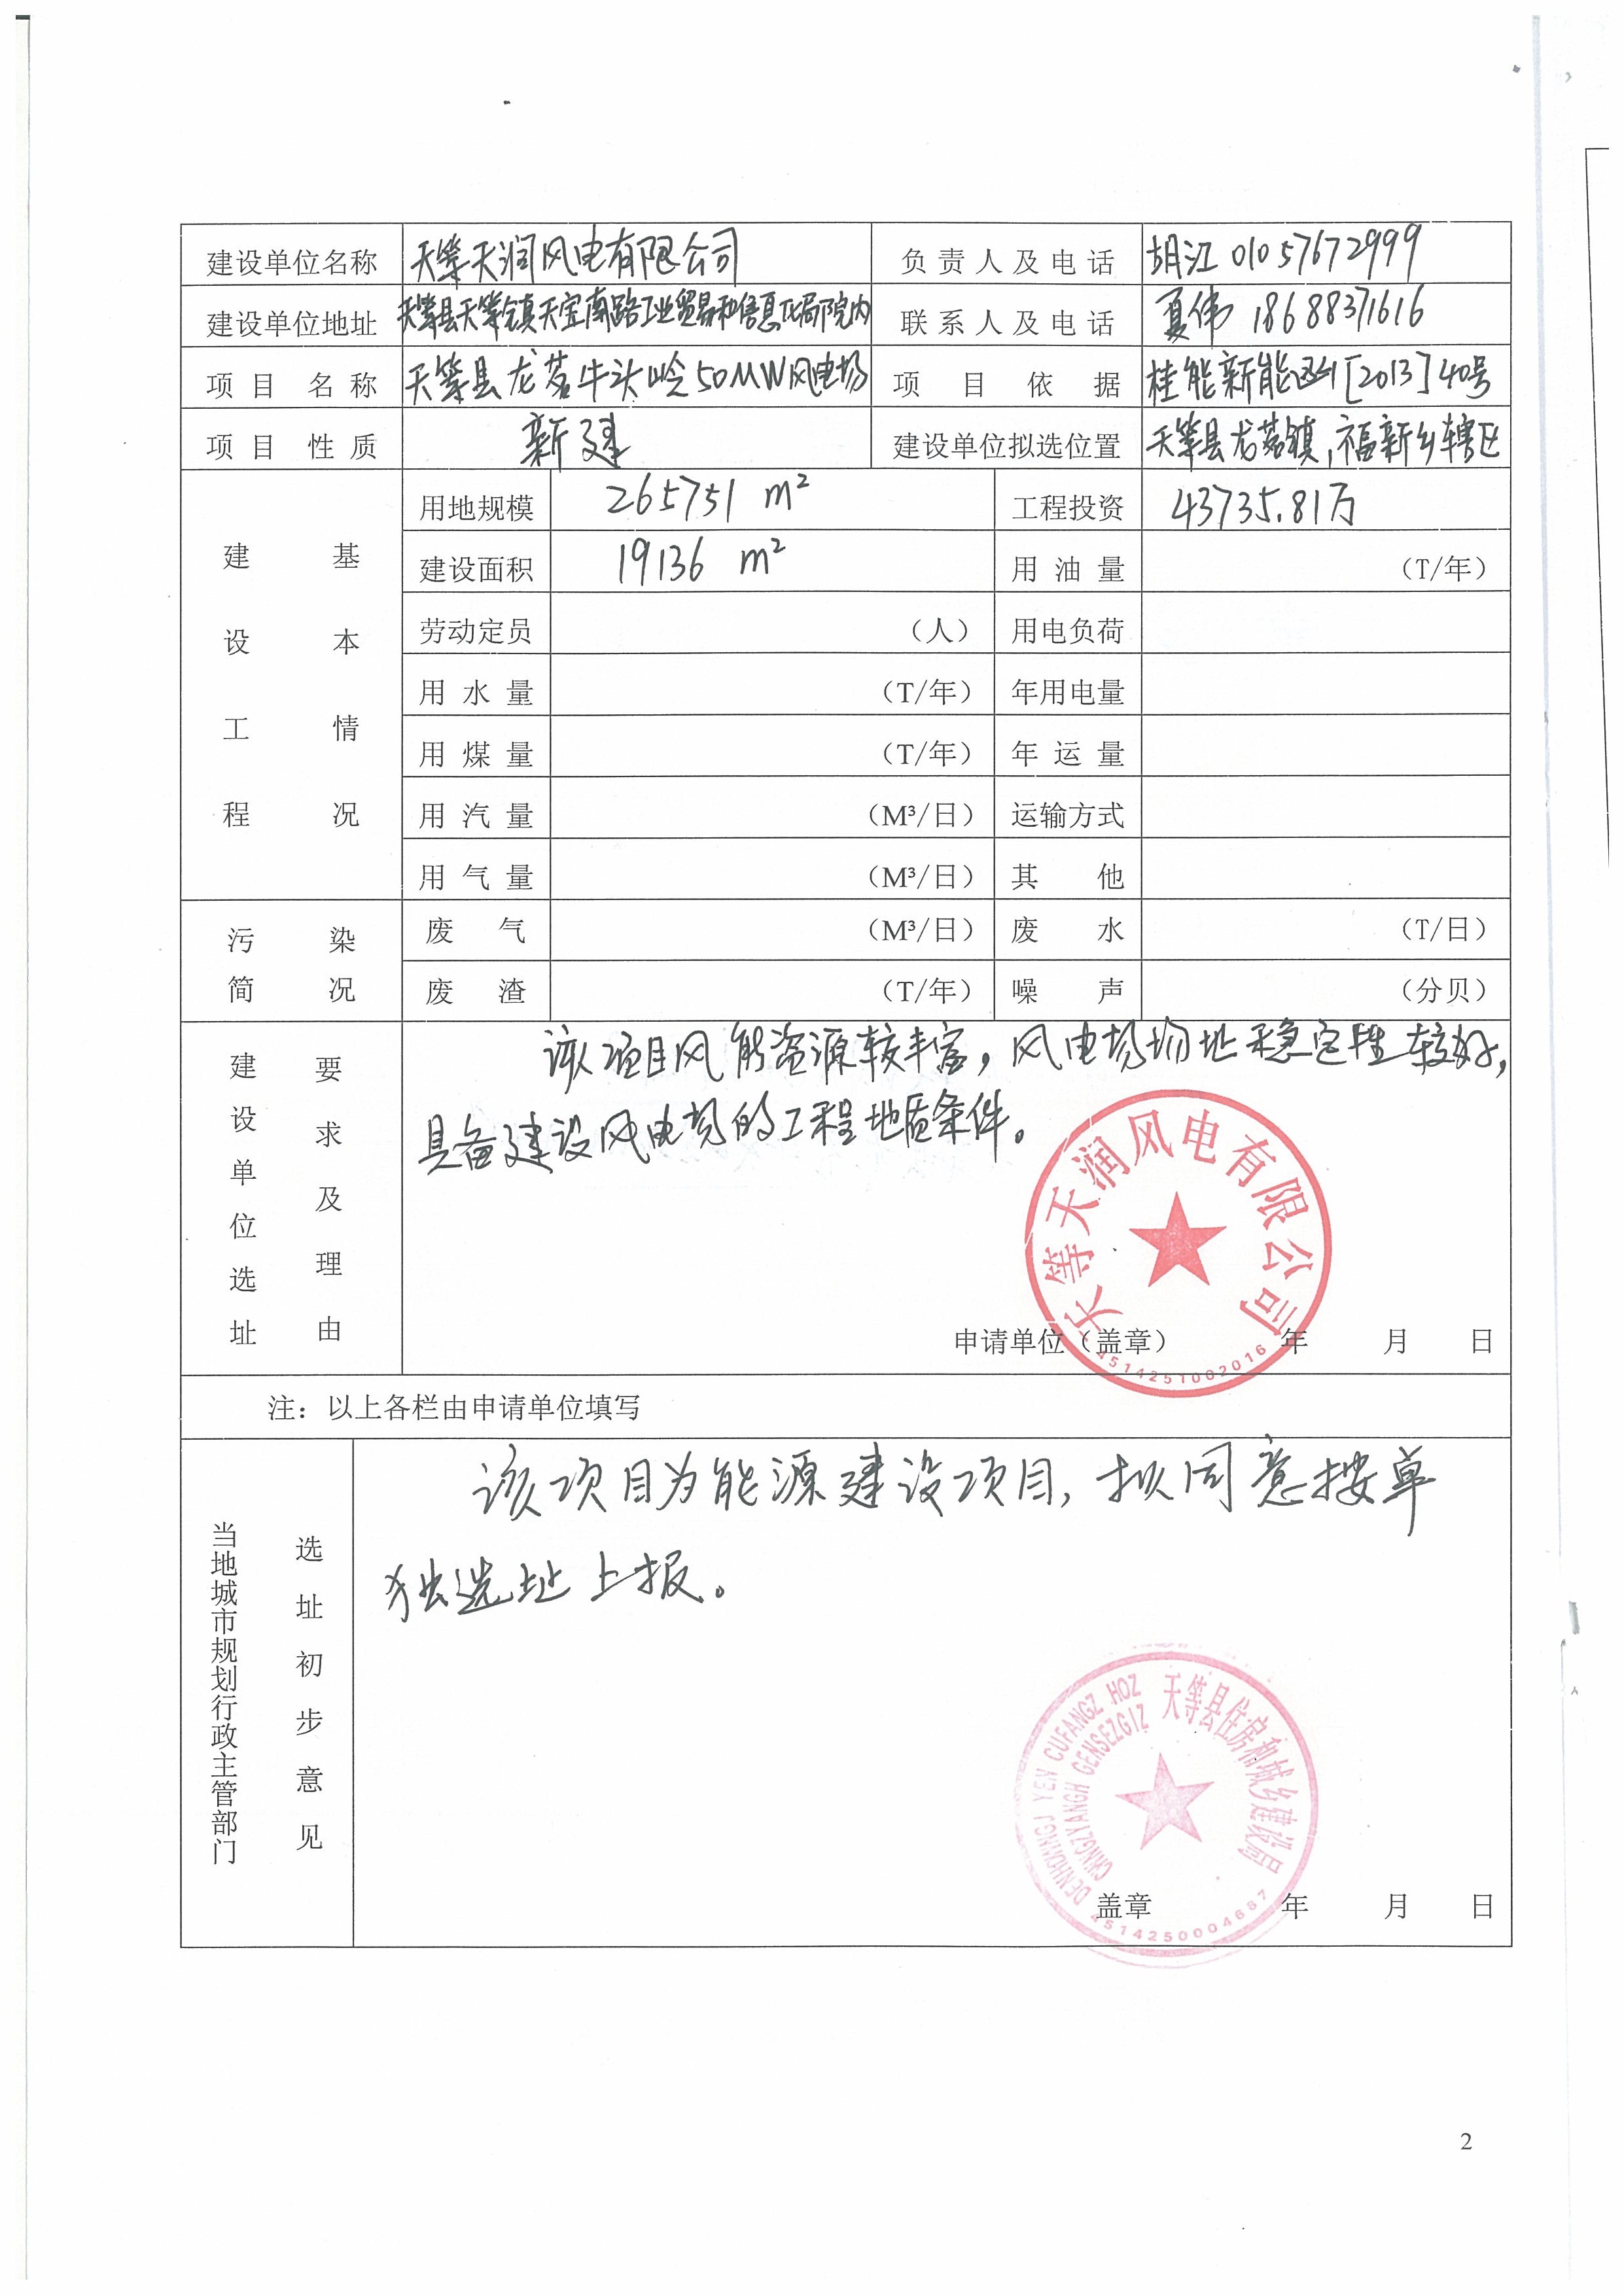 建设单位名称 天等天润风电有限公司 负责人及电话 胡江 01057672999
建设单位地址 天等县天等镇天宝南路工业贸易和信息化局院内 联系人及电话 夏伟 18688371616
项目名称 天等县龙茗牛头岭50MW风电场 项目依据 桂能新能函[2013]40号
项目性质 新建 建设单位拟选位置 天等县龙茗镇,福新乡辖区
建设工程基本情况
用地规模 265751 m² 工程投资 43735.81万
建设面积 19136 m² 用油量 (T/年)
劳动定员 (人) 用电负荷
用水量 (T/年) 年用电量
用煤量 (T/年) 年运量
用汽量 (M³/日) 运输方式
用气量 (M³/日) 其他
污染简况
废气 (M³/日) 废水 (T/日)
废渣 (T/年) 噪声 (分贝)
建设单位选址要求及理由
该项目风能资源较丰富,风电场场址稳定性较好,
具备建设风电场的工程地质条件。
天等天润风电有限公司
4514251002016
申请单位(盖章) 年 月 日
注:以上各栏由申请单位填写
当地城市规划行政主管部门选址初步意见
该项目为能源建设项目,拟同意按单
独选址上报。
DENHDWNGJ YEN CUFANGZ HOZ
CWNGZYANGH GENSEZGIZ
天等县住房和城乡建设局
4514250004687
盖章 年 月 日
2